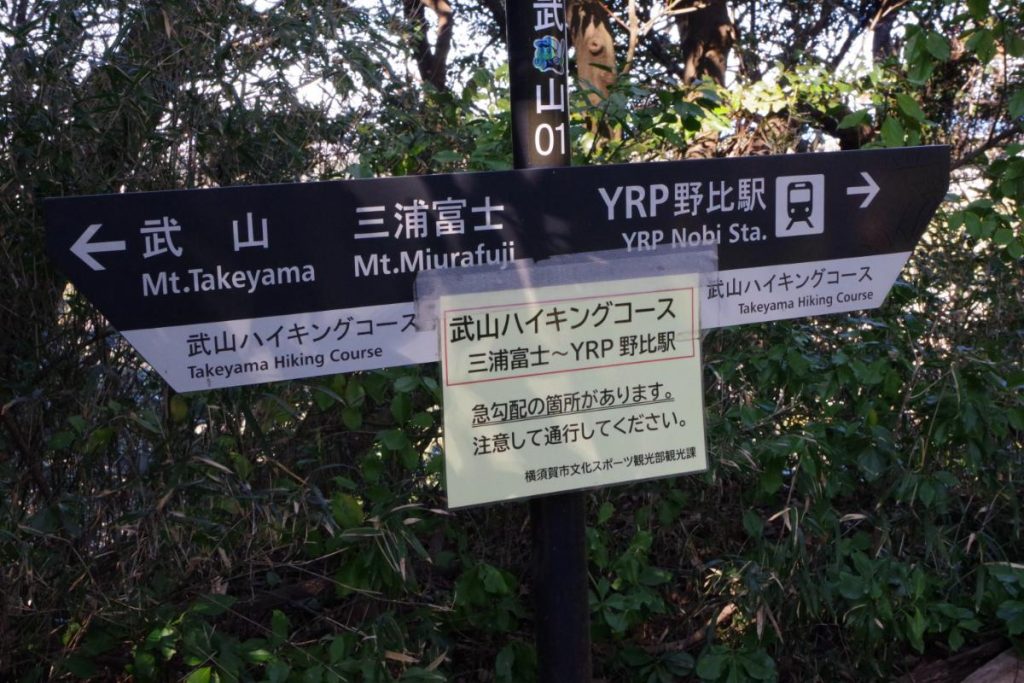 武
山
01
← 武 山 三浦富士
Mt.Takeyama Mt.Miurafuji
YRP野比駅 →
YRP Nobi Sta.
武山ハイキングコース
Takeyama Hiking Course
武山ハイキングコース
Takeyama Hiking Course
武山ハイキングコース
三浦富士～YRP 野比駅
急勾配の箇所があります。
注意して通行してください。
横須賀市文化スポーツ観光部観光課